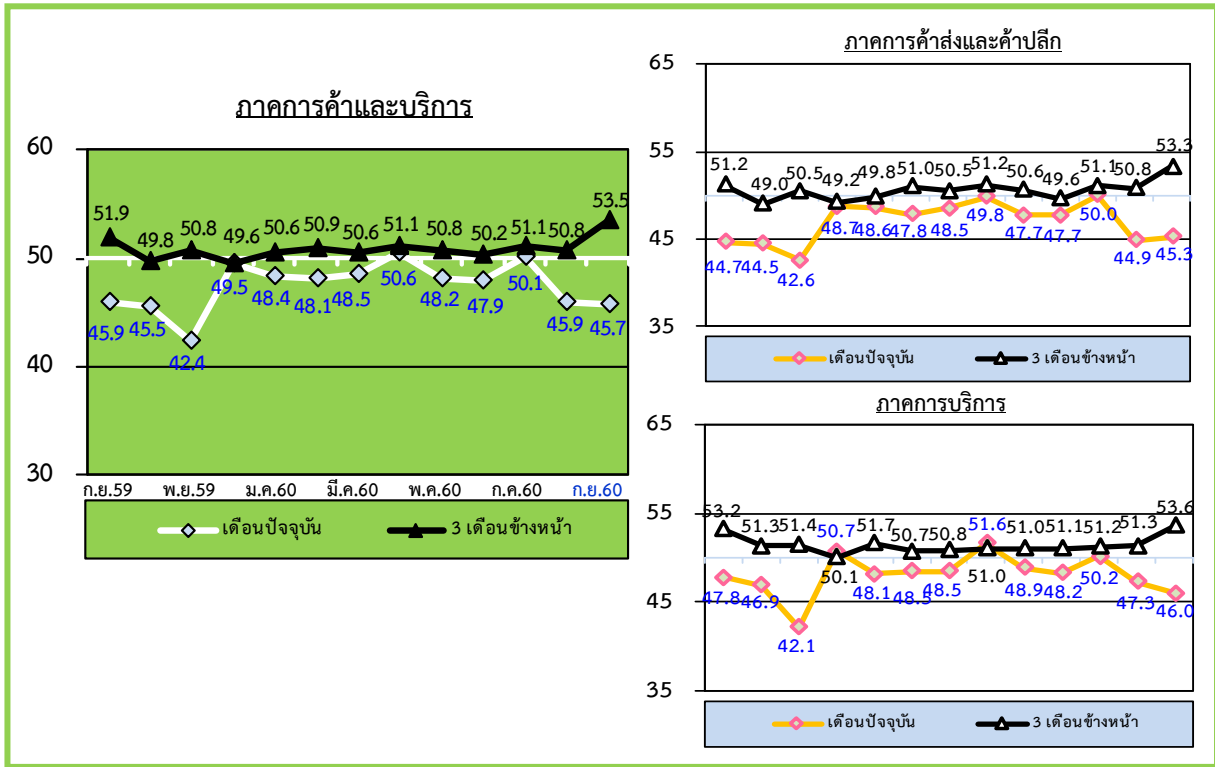 ภาคการค้าและบริการ
60
50
40
30
51.9 49.8 50.8 49.6 50.6 50.9 50.6 51.1 50.8 50.2 51.1 50.8 53.5
45.9 45.5 42.4 49.5 48.4 48.1 48.5 50.6 48.2 47.9 50.1 45.9 45.7
ก.ย.59 พ.ย.59 ม.ค.60 มี.ค.60 พ.ค.60 ก.ค.60 ก.ย.60
เดือนปัจจุบัน 3 เดือนข้างหน้า
ภาคการค้าส่งและค้าปลีก
65
55
45
35
51.2 49.0 50.5 49.2 49.8 51.0 50.5 51.2 50.6 49.6 51.1 50.8 53.3
44.7 44.5 42.6 48.7 48.6 47.8 48.5 49.8 47.7 47.7 50.0 44.9 45.3
เดือนปัจจุบัน 3 เดือนข้างหน้า
ภาคการบริการ
65
55
45
35
53.2 51.3 51.4 50.1 51.7 50.7 50.8 51.0 51.0 51.1 51.2 51.3 53.6
47.8 46.9 42.1 50.7 48.1 48.5 48.5 51.6 48.9 48.2 50.2 47.3 46.0
เดือนปัจจุบัน 3 เดือนข้างหน้า